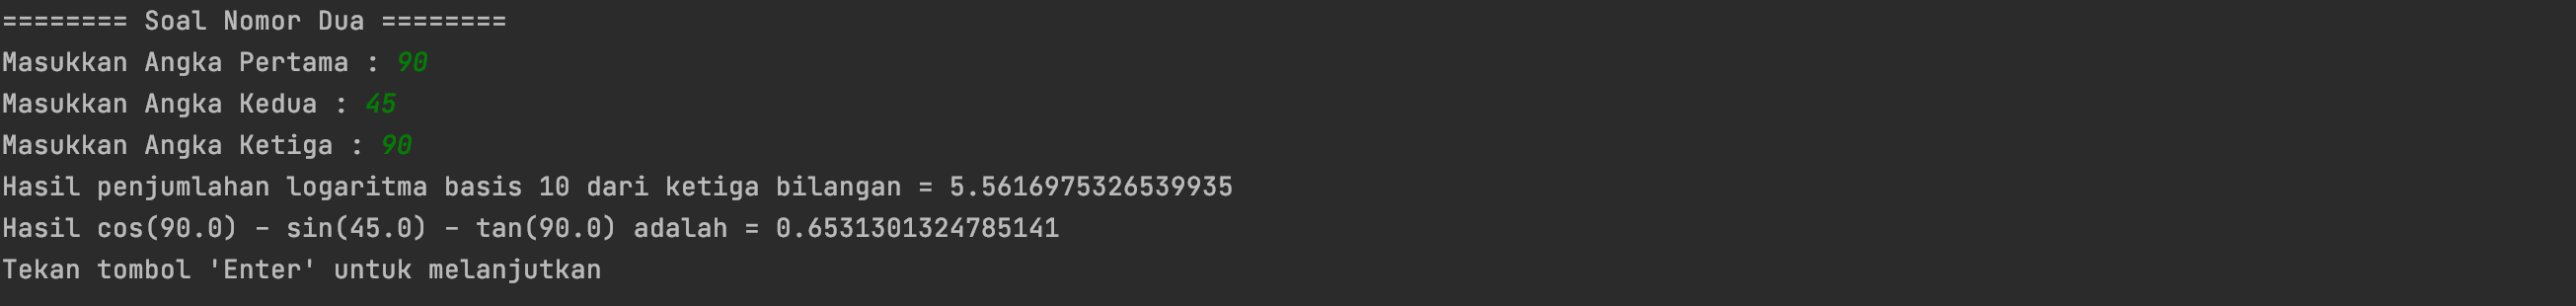 ======== Soal Nomor Dua ========
Masukkan Angka Pertama : 90
Masukkan Angka Kedua : 45
Masukkan Angka Ketiga : 90
Hasil penjumlahan logaritma basis 10 dari ketiga bilangan = 5.5616975326539935
Hasil cos(90.0) - sin(45.0) - tan(90.0) adalah = 0.6531301324785141
Tekan tombol 'Enter' untuk melanjutkan